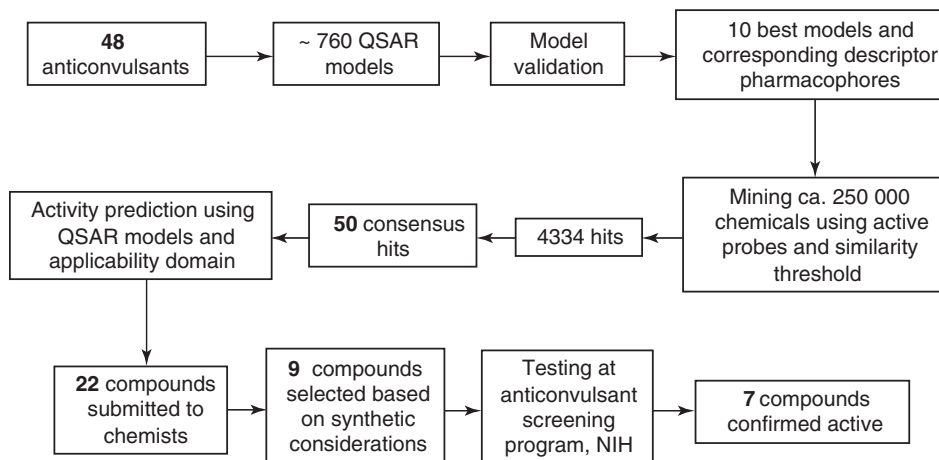 48
anticonvulsants
~ 760 QSAR
models
Model
validation
10 best models and
corresponding descriptor
pharmacophores
Mining ca. 250 000
chemicals using active
probes and similarity
threshold
4334 hits
50 consensus
hits
Activity prediction using
QSAR models and
applicability domain
22 compounds
submitted to
chemists
9 compounds
selected based
on synthetic
considerations
Testing at
anticonvulsant
screening
program, NIH
7 compounds
confirmed active